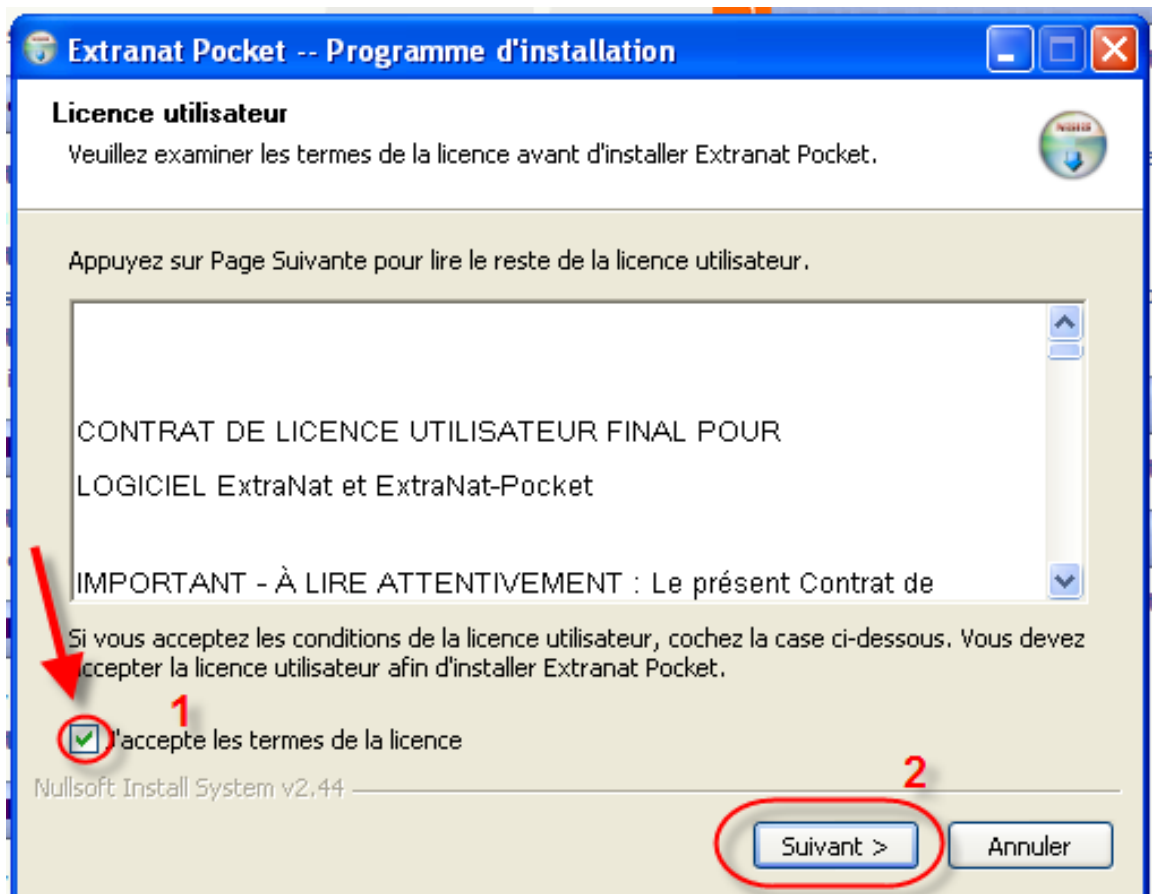 Extranat Pocket -- Programme d'installation
Licence utilisateur
Veuillez examiner les termes de la licence avant d'installer Extranat Pocket.
Appuyez sur Page Suivante pour lire le reste de la licence utilisateur.
CONTRAT DE LICENCE UTILISATEUR FINAL POUR
LOGICIEL ExtraNat et ExtraNat-Pocket
IMPORTANT - À LIRE ATTENTIVEMENT : Le présent Contrat de
Si vous acceptez les conditions de la licence utilisateur, cochez la case ci-dessous. Vous devez
accepter la licence utilisateur afin d'installer Extranat Pocket.
1
J'accepte les termes de la licence
Nullsoft Install System v2.44
2
Suivant >
Annuler